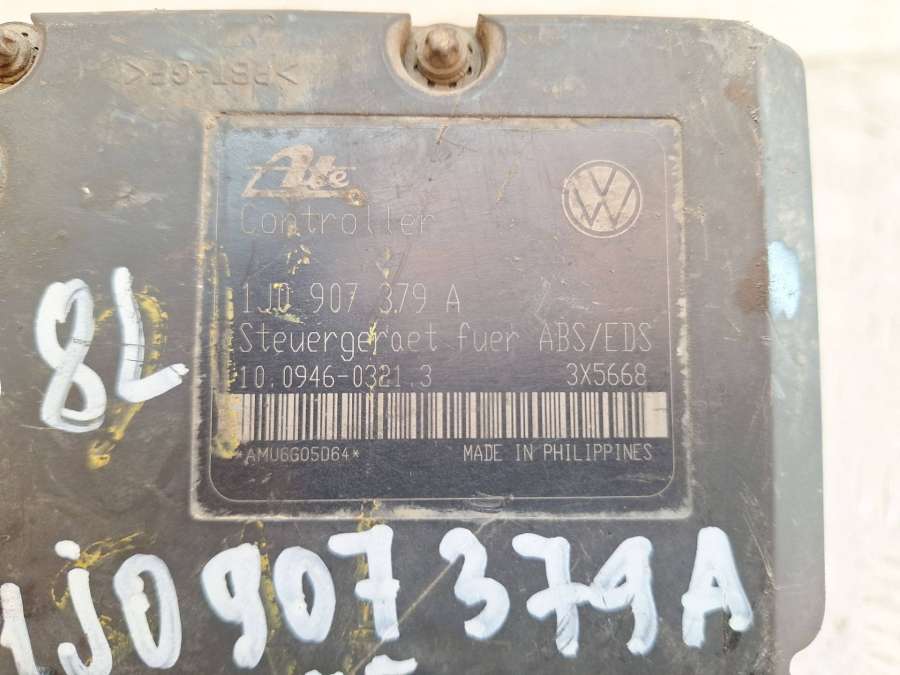 >PBT-GF<
Ate
Controller
1J0 907 379 A
Steuergeraet fuer ABS/EDS
10.0946-0321.3 3X5668
*AMU6G05D64*
MADE IN PHILIPPINES
8L
1J0 907 379A